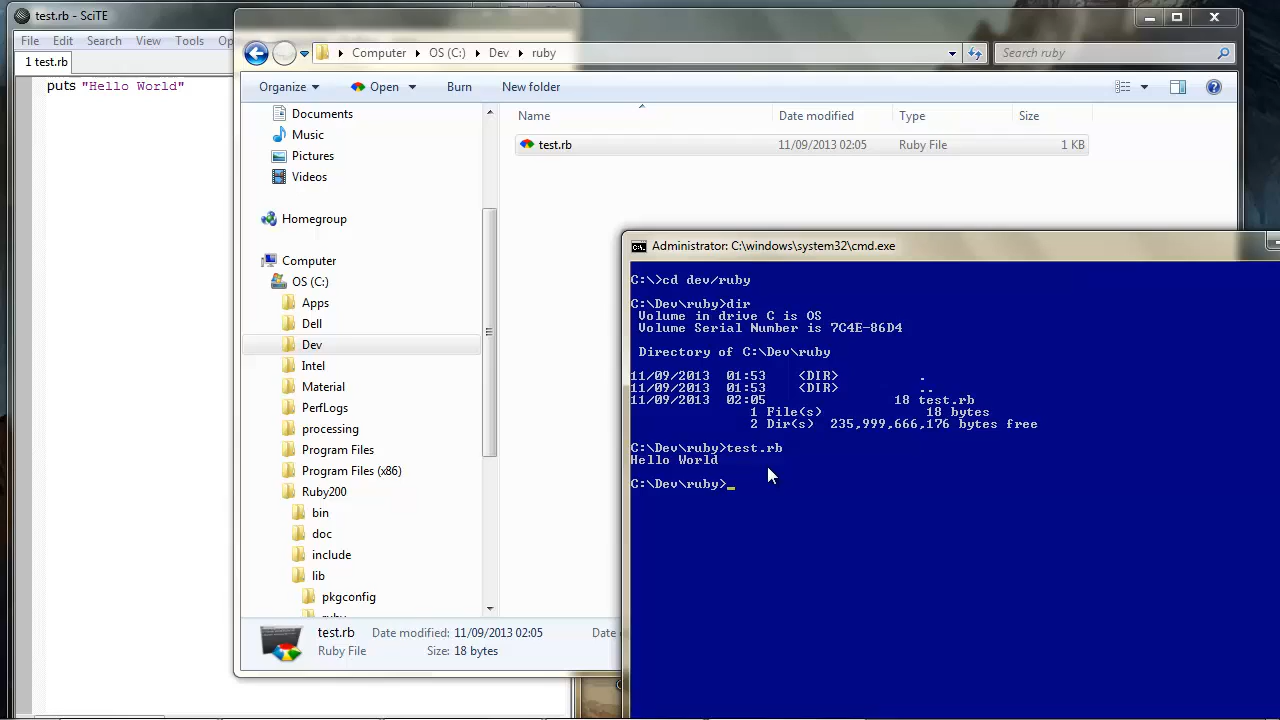 test.rb - SciTE
File Edit Search View Tools Op
1 test.rb
puts "Hello World"
Computer OS (C:) Dev ruby
Search ruby
Organize Open Burn New folder
Documents
Music
Pictures
Videos
Homegroup
Computer
OS (C:)
Apps
Dell
Dev
Intel
Material
PerfLogs
processing
Program Files
Program Files (x86)
Ruby200
bin
doc
include
lib
pkgconfig
Name Date modified Type Size
test.rb 11/09/2013 02:05 Ruby File 1 KB
test.rb Date modified: 11/09/2013 02:05 Date
Ruby File Size: 18 bytes
Administrator: C:\windows\system32\cmd.exe
C:\>cd dev/ruby
C:\Dev\ruby>dir
Volume in drive C is OS
Volume Serial Number is 7C4E-86D4
Directory of C:\Dev\ruby
11/09/2013 01:53 <DIR> .
11/09/2013 01:53 <DIR> ..
11/09/2013 02:05 18 test.rb
1 File(s) 18 bytes
2 Dir(s) 235,999,666,176 bytes free
C:\Dev\ruby>test.rb
Hello World
C:\Dev\ruby>_